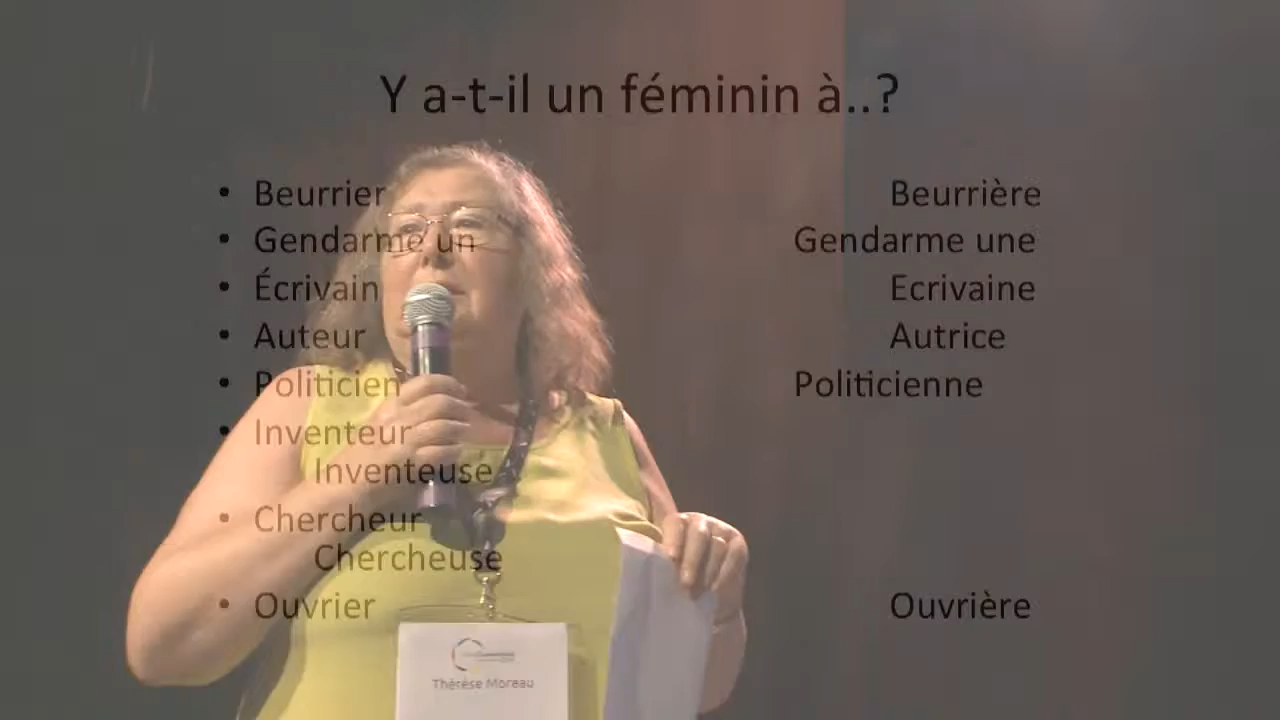 Y a-t-il un féminin à..?
• Beurrier Beurrière
• Gendarme un Gendarme une
• Écrivain Ecrivaine
• Auteur Autrice
• Politicien Politicienne
• Inventeur
Inventeuse
• Chercheur
Chercheuse
• Ouvrier Ouvrière
Thérèse Moreau